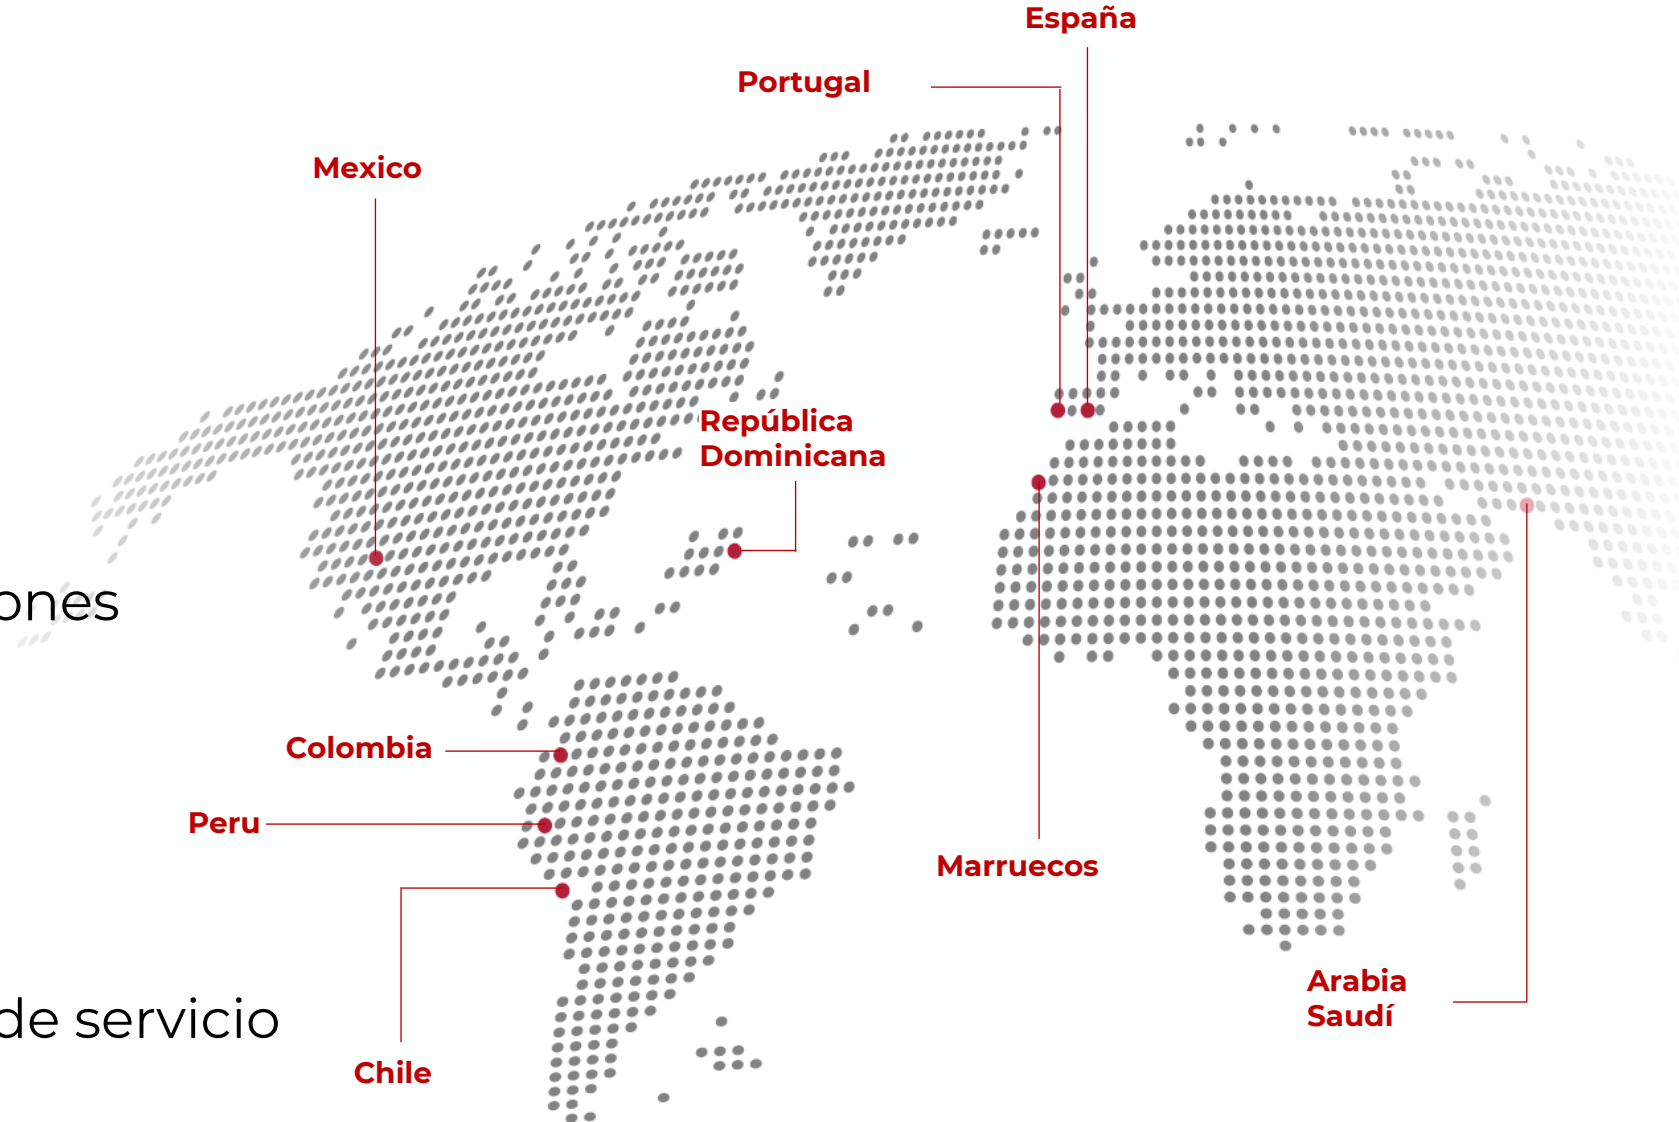 España
Portugal
Mexico
República
Dominicana
ones
Colombia
Peru
Marruecos
Arabia
Saudí
de servicio
Chile